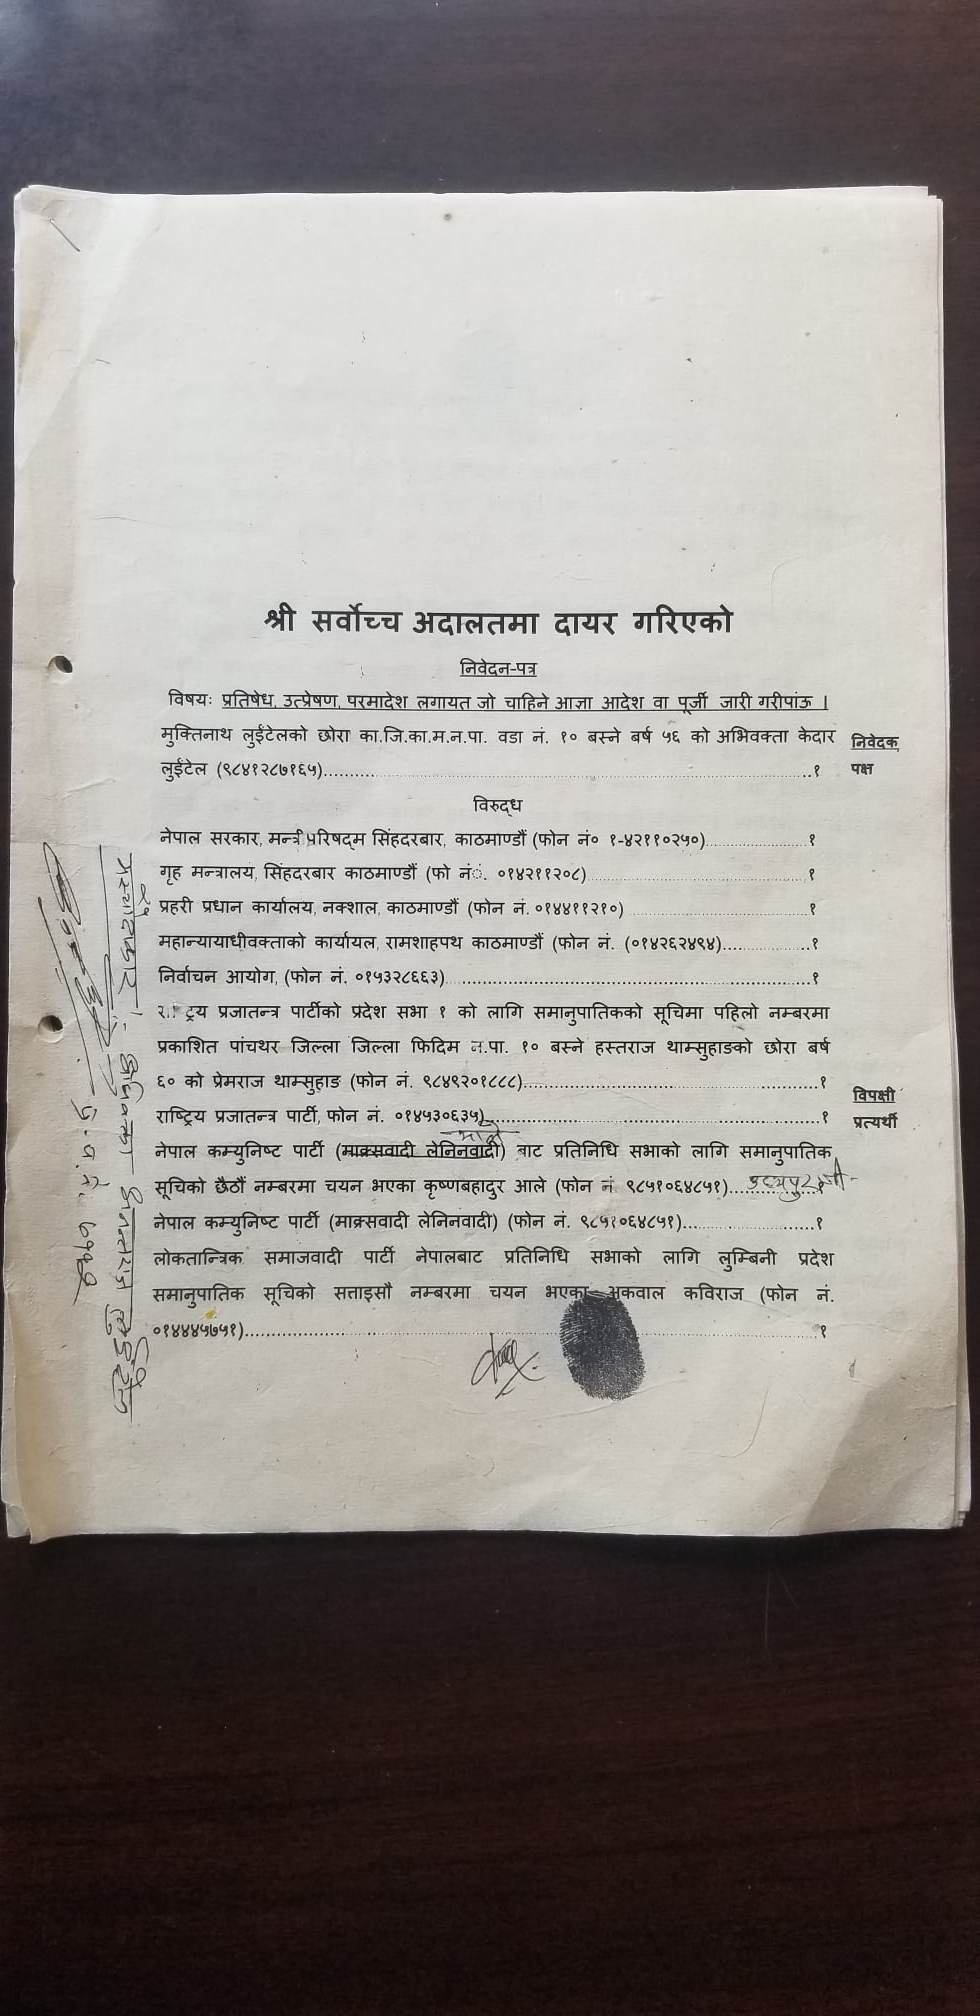 श्री सर्वोच्च अदालतमा दायर गरिएको
निवेदन-पत्र
विषयः प्रतिषेध, उत्प्रेषण, परमादेश लगायत जो चाहिने आज्ञा आदेश वा पूर्जी जारी गरीपांऊ ।
मुक्तिनाथ लुईंटेलको छोरा का.जि.का.म.न.पा. वडा नं. १० बस्ने बर्ष ५६ को अभिवक्ता केदार
लुईंटेल (९८४१२८७१६५)..........१
निवेदक
पक्ष
विरुद्ध
नेपाल सरकार, मन्त्रीपरिषद्म सिंहदरबार, काठमाण्डौं (फोन नं० १-४२११०२५०)..........१
गृह मन्त्रालय, सिंहदरबार काठमाण्डौं (फो नंं. ०१४२११२०८)..........१
प्रहरी प्रधान कार्यालय, नक्शाल, काठमाण्डौं (फोन नं. ०१४४११२१०)..........१
महान्यायाधीवक्ताको कार्यायल, रामशाहपथ काठमाण्डौं (फोन नं. (०१४२६२४९४)..........१
निर्वाचन आयोग, (फोन नं. ०१५३२८६६३)..........१
ट्रय प्रजातन्त्र पार्टीको प्रदेश सभा १ को लागि समानुपातिकको सूचिमा पहिलो नम्बरमा
प्रकाशित पांचथर जिल्ला जिल्ला फिदिम न.पा. १० बस्ने हस्तराज थाम्सुहाङको छोरा बर्ष
६० को प्रेमराज थाम्सुहाङ (फोन नं. ९८४९२०१८८८)..........१
राष्ट्रिय प्रजातन्त्र पार्टी, फोन नं. ०१४५३०६३५)..........१
विपक्षी
प्रत्यर्थी
माले
नेपाल कम्युनिष्ट पार्टी (माक्रसवादी लेनिनवादी) बाट प्रतिनिधि सभाको लागि समानुपातिक
सूचिको छैठौं नम्बरमा चयन भएका कृष्णबहादुर आले (फोन नं ९८५१०६४८५१)..........१
नेपाल कम्युनिष्ट पार्टी (माक्रसवादी लेनिनवादी) (फोन नं. ९८५१०६४८५१)..........१
लोकतान्त्रिक समाजवादी पार्टी नेपालबाट प्रतिनिधि सभाको लागि लुम्बिनी प्रदेश
समानुपातिक सूचिको सत्ताइसौ नम्बरमा चयन भएका अकवाल कविराज (फोन नं.
०१४४४५७५१)..........१